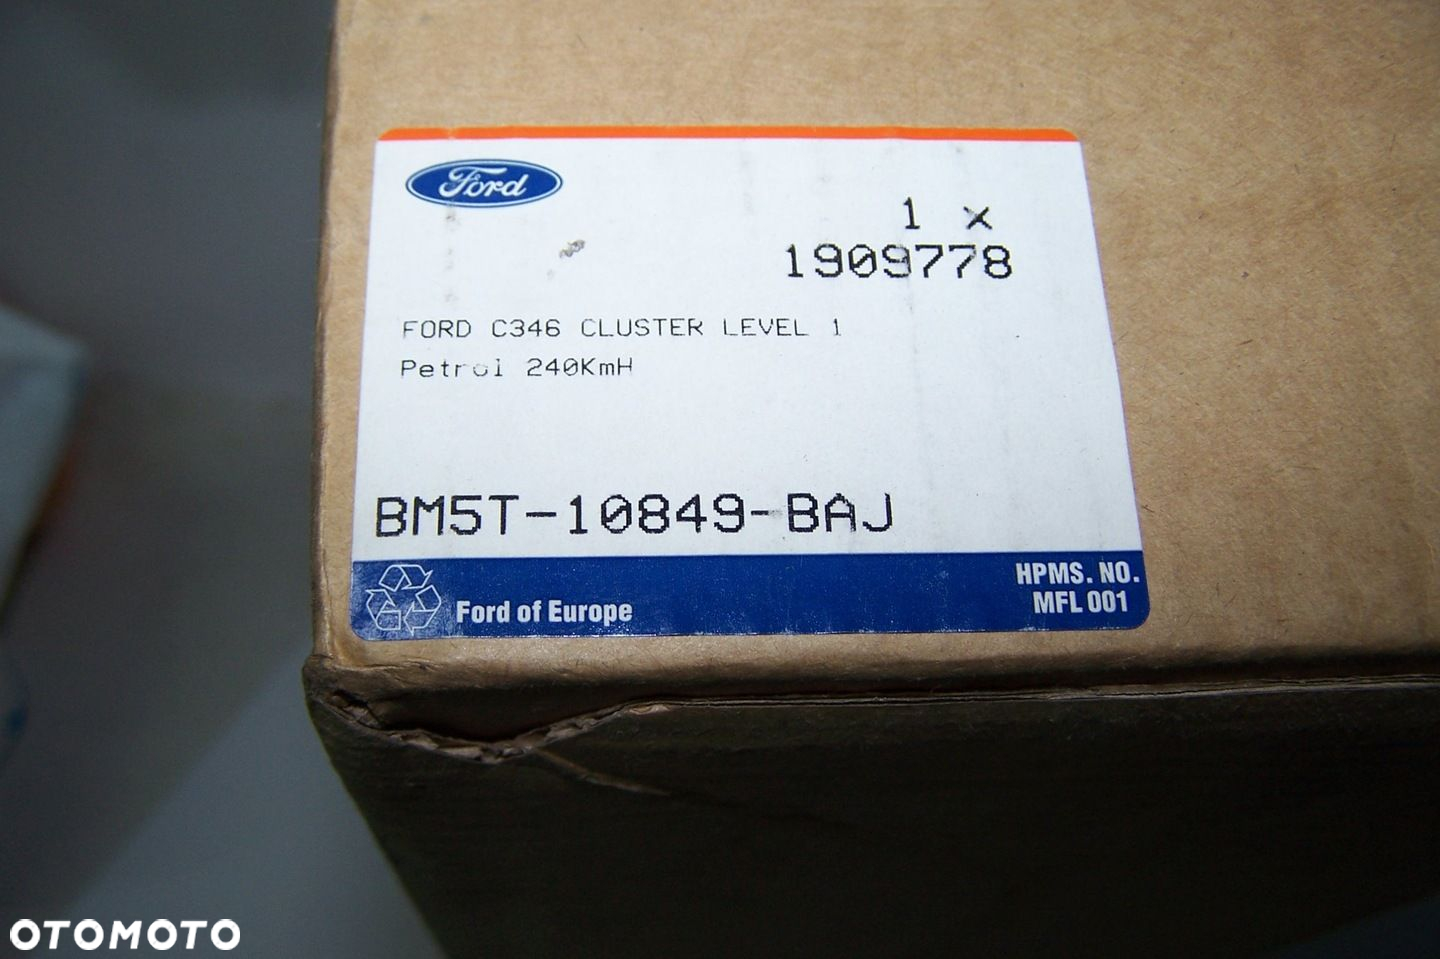 Ford
1 x
1909778
FORD C346 CLUSTER LEVEL 1
Petrol 240KmH
BM5T-10849-BAJ
Ford of Europe
HPMS. NO.
MFL 001
OTOMOTO